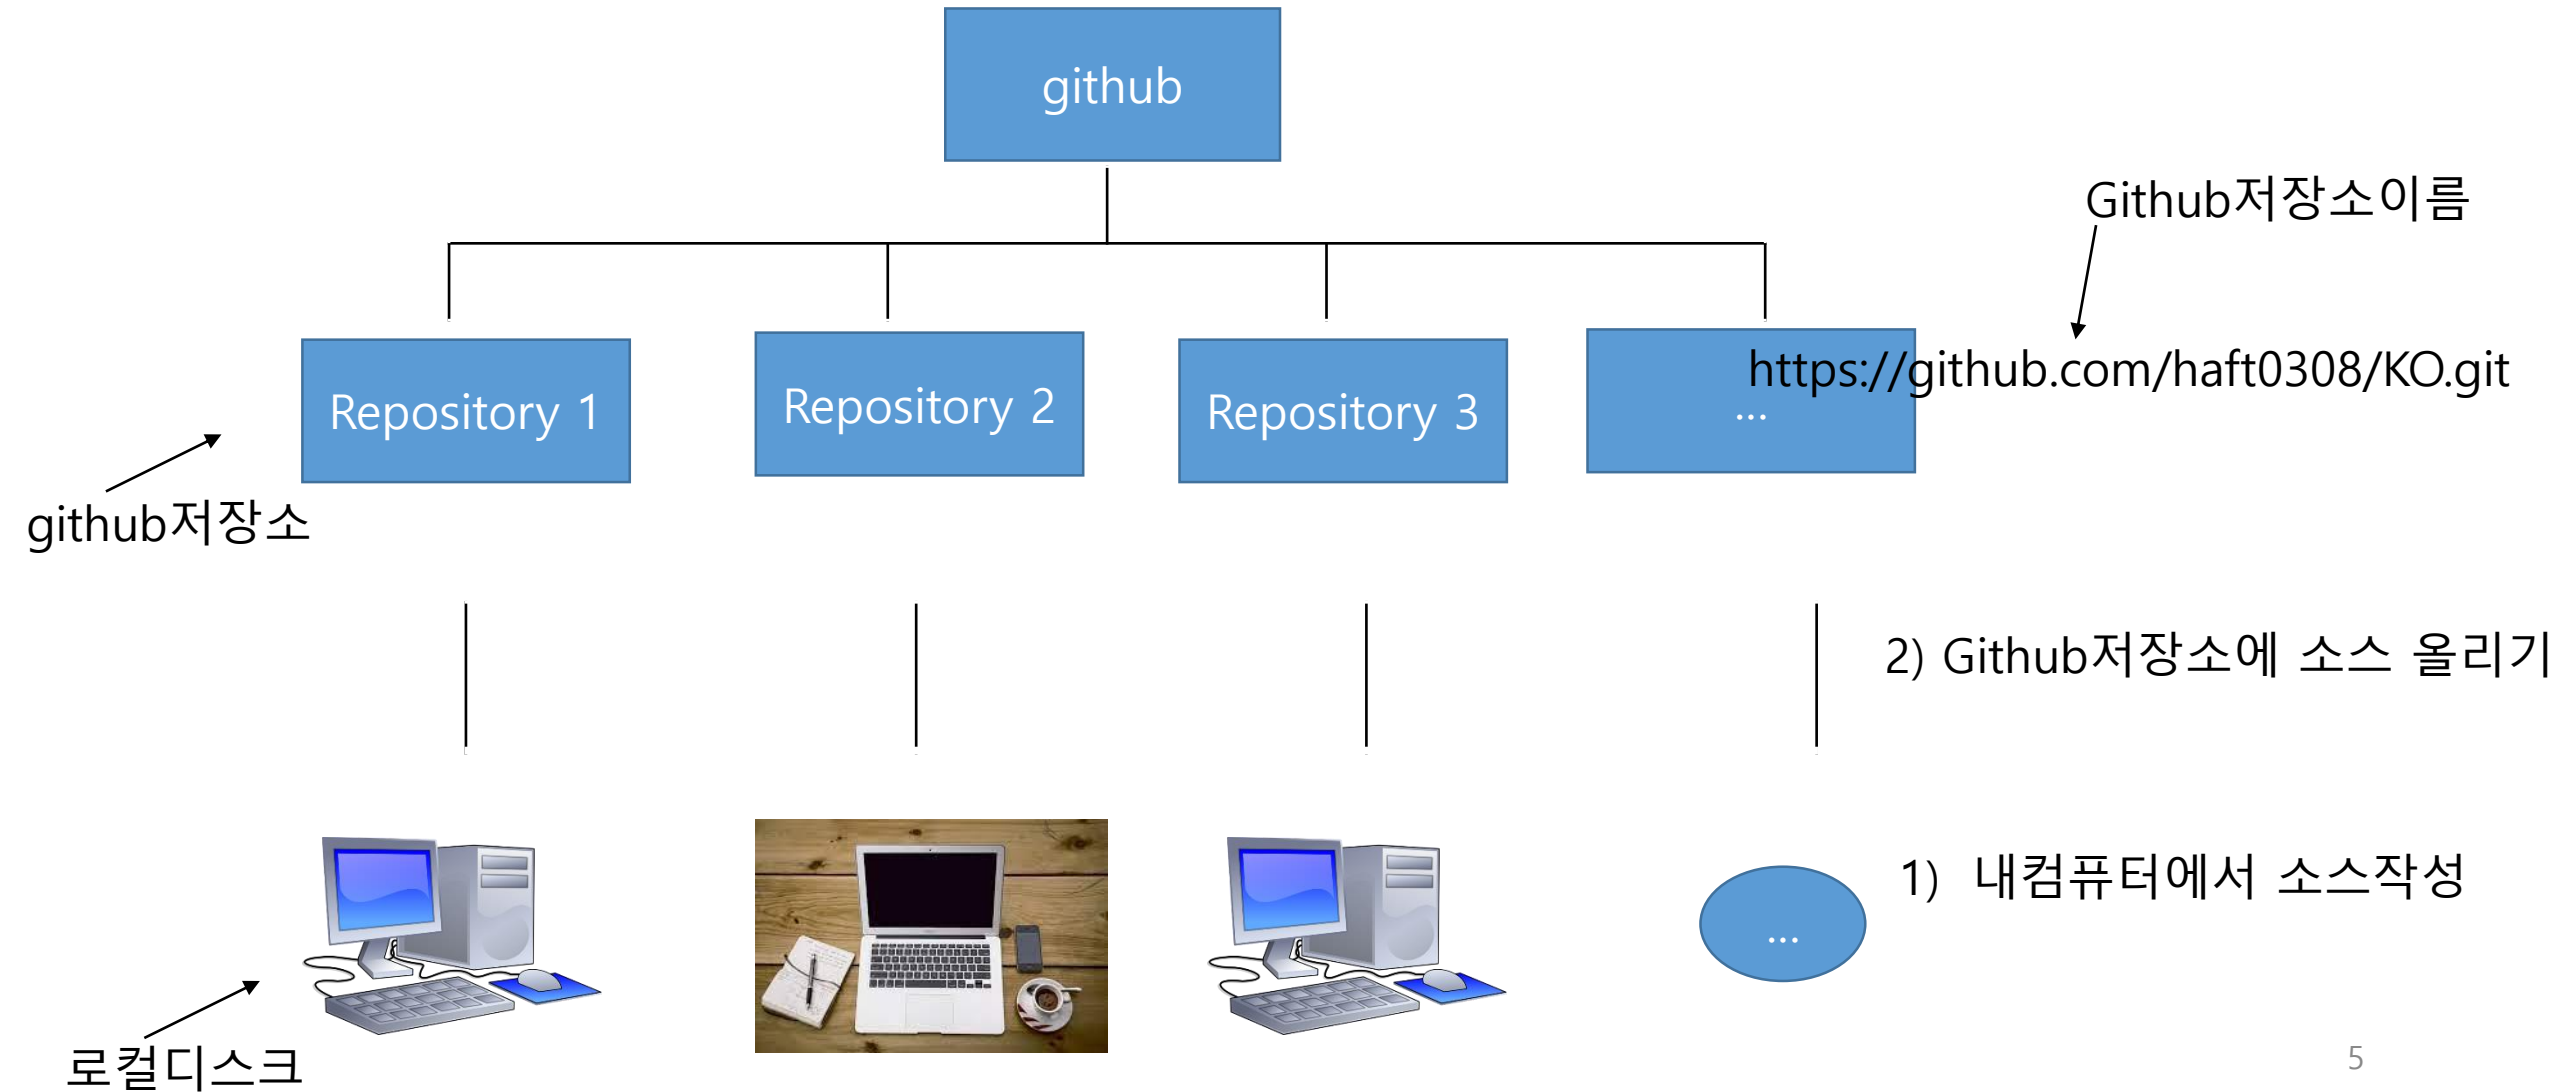 github
Github저장소이름
https://github.com/haft0308/KO.git
Repository 1
Repository 2
Repository 3
...
github저장소
2) Github저장소에 소스 올리기
1) 내컴퓨터에서 소스작성
...
로컬디스크
5